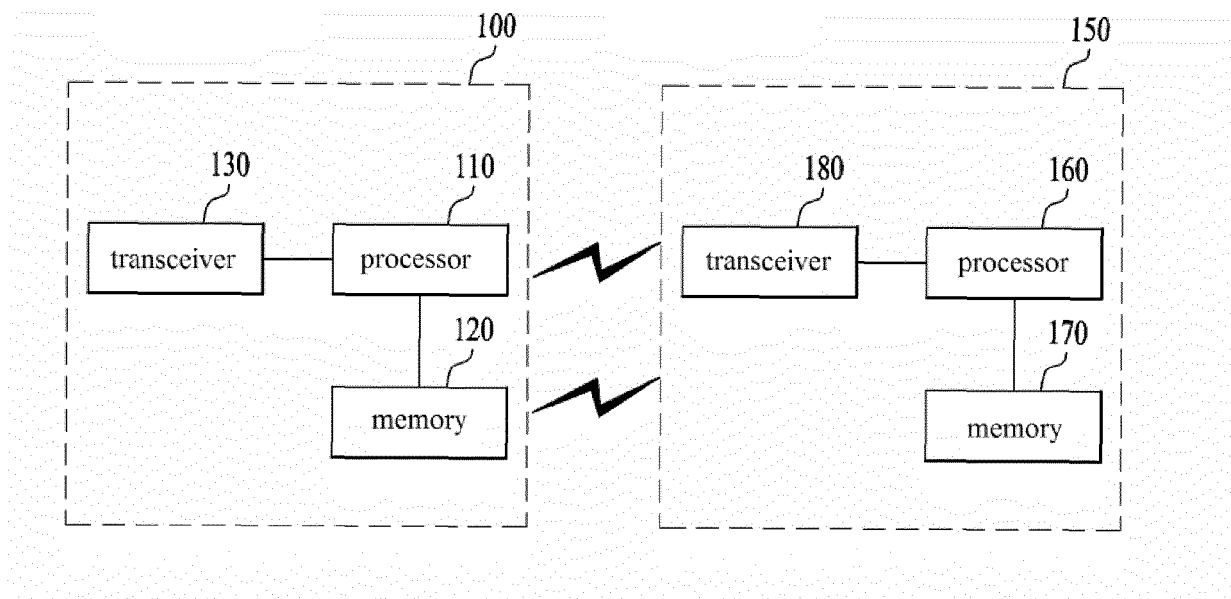 100
150
130
110
180
160
transceiver
processor
transceiver
processor
120
170
memory
memory